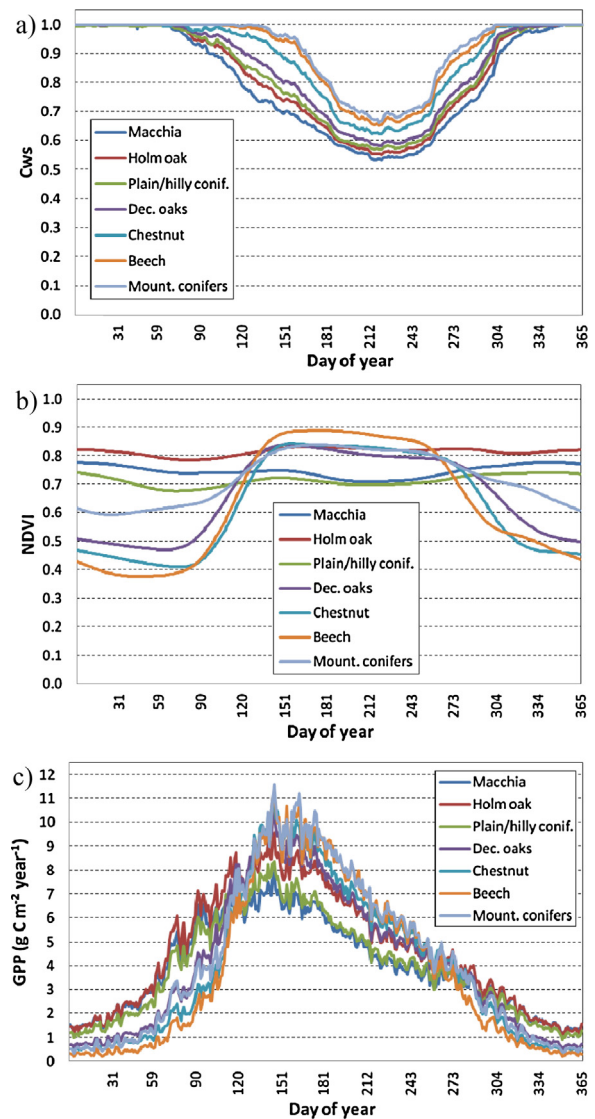 a)
1.0
0.9
0.8
0.7
0.6
0.5
0.4
0.3
0.2
0.1
0.0
Cws
Macchia
Holm oak
Plain/hilly conif.
Dec. oaks
Chestnut
Beech
Mount. conifers
31 59 90 120 151 181 212 243 273 304 334 365
Day of year
b)
1.0
0.9
0.8
0.7
0.6
0.5
0.4
0.3
0.2
0.1
0.0
NDVI
Macchia
Holm oak
Plain/hilly conif.
Dec. oaks
Chestnut
Beech
Mount. conifers
31 59 90 120 151 181 212 243 273 304 334 365
Day of year
c)
12
11
10
9
8
7
6
5
4
3
2
1
0
GPP (g C m⁻² year⁻¹)
Macchia
Holm oak
Plain/hilly conif.
Dec. oaks
Chestnut
Beech
Mount. conifers
31 59 90 120 151 181 212 243 273 304 334 365
Day of year